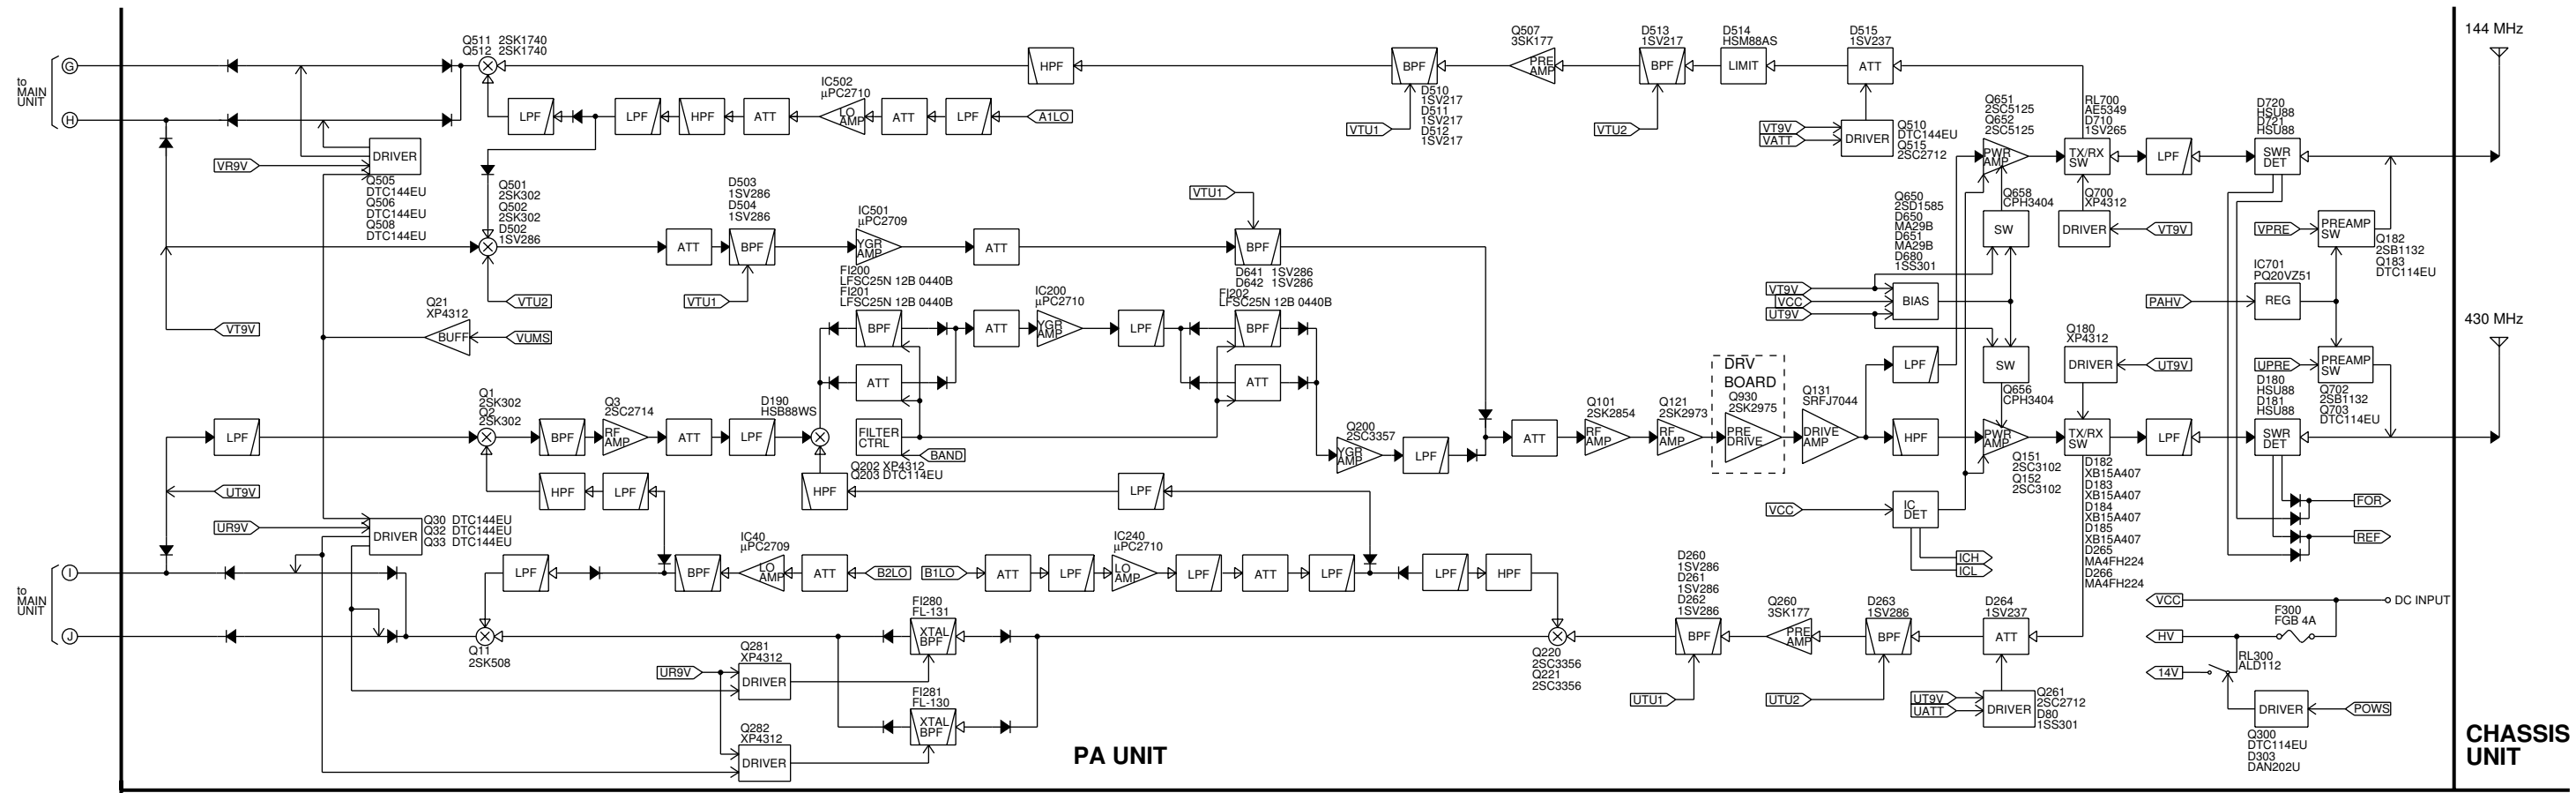 144 MHz
Q511 2SK1740
Q512 2SK1740
G
to
MAIN
UNIT
H
HPF
BPF
D510
1SV217
D511
1SV217
D512
1SV217
VTU1
Q507
3SK177
PRE
AMP
D513
1SV217
BPF
VTU2
D514
HSM88AS
LIMIT
D515
1SV237
ATT
IC502
µPC2710
LPF
LPF
HPF
ATT
LO
AMP
ATT
LPF
A1LO
VT9V
VATT
DRIVER
Q510
DTC144EU
Q515
2SC2712
Q651
2SC5125
Q652
2SC5125
PWR
AMP
RL700
AE5349
D710
1SV265
TX/RX
SW
LPF
D720
HSU88
D721
HSU88
SWR
DET
VR9V
DRIVER
Q505
DTC144EU
Q506
DTC144EU
Q508
DTC144EU
Q501
2SK302
Q502
2SK302
D502
1SV286
VTU2
ATT
D503
1SV286
D504
1SV286
BPF
VTU1
IC501
µPC2709
YGR
AMP
ATT
VTU1
BPF
D641 1SV286
D642 1SV286
Q650
2SD1585
D650
MA29B
D651
MA29B
D680
1SS301
Q658
CPH3404
SW
Q700
XP4312
DRIVER
VT9V
VPRE
PREAMP
SW
Q182
2SB1132
Q183
DTC114EU
IC701
PQ20VZ51
PAHV
REG
VT9V
VCC
UT9V
BIAS
430 MHz
VT9V
Q21
XP4312
BUFF
VUMS
FI200
LFSC25N 12B 0440B
FI201
LFSC25N 12B 0440B
BPF
ATT
ATT
IC200
µPC2710
YGR
AMP
LPF
FI202
LFSC25N 12B 0440B
BPF
ATT
LPF
SW
Q656
CPH3404
Q180
XP4312
DRIVER
UT9V
UPRE
PREAMP
SW
Q702
2SB1132
Q703
DTC114EU
D180
HSU88
D181
HSU88
LPF
Q1
2SK302
Q2
2SK302
BPF
Q3
2SC2714
RF
AMP
ATT
LPF
D190
HSB88WS
FILTER
CTRL
BAND
Q202 XP4312
Q203 DTC114EU
Q200
2SC3357
YGR
AMP
LPF
ATT
Q101
2SK2854
RF
AMP
Q121
2SK2973
RF
AMP
DRV
BOARD
Q930
2SK2975
PRE
DRIVE
Q131
SRFJ7044
DRIVE
AMP
HPF
PWR
AMP
Q151
2SC3102
Q152
2SC3102
TX/RX
SW
D182
XB15A407
D183
XB15A407
D184
XB15A407
D185
XB15A407
D265
MA4FH224
D266
MA4FH224
LPF
SWR
DET
UT9V
HPF
LPF
HPF
LPF
VCC
IC
DET
ICH
ICL
FOR
REF
UR9V
Q30 DTC144EU
Q32 DTC144EU
Q33 DTC144EU
DRIVER
I
to
MAIN
UNIT
J
LPF
BPF
IC40
µPC2709
LO
AMP
ATT
B2LO
B1LO
ATT
LPF
IC240
µPC2710
LO
AMP
LPF
ATT
LPF
LPF
HPF
Q11
2SK508
FI280
FL-131
XTAL
BPF
Q281
XP4312
UR9V
DRIVER
FI281
FL-130
XTAL
BPF
Q282
XP4312
DRIVER
Q220
2SC3356
Q221
2SC3356
D260
1SV286
D261
1SV286
D262
1SV286
BPF
UTU1
Q260
3SK177
PRE
AMP
D263
1SV286
BPF
UTU2
D264
1SV237
ATT
UT9V
UATT
DRIVER
Q261
2SC2712
D80
1SS301
VCC
DC INPUT
F300
FGB 4A
HV
RL300
ALD112
14V
DRIVER
POWS
Q300
DTC114EU
D303
DAN202U
PA UNIT
CHASSIS
UNIT